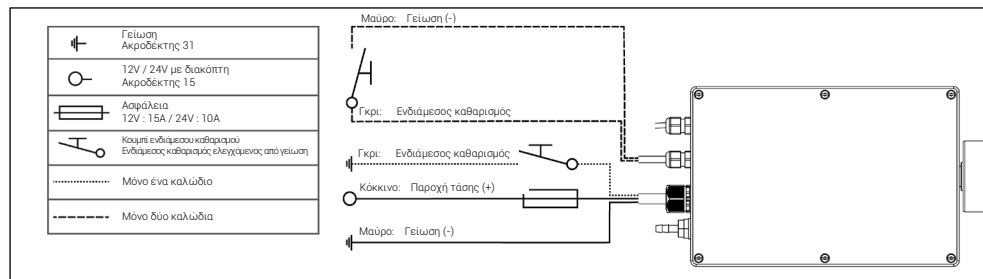 Γείωση
Ακροδέκτης 31
12V / 24V με διακόπτη
Ακροδέκτης 15
Ασφάλεια
12V : 15A / 24V : 10A
Κουμπί ενδιάμεσου καθαρισμού
Ενδιάμεσος καθαρισμός ελεγχόμενος από γείωση
Μόνο ένα καλώδιο
Μόνο δύο καλώδια
Μαύρο: Γείωση (-)
Γκρι: Ενδιάμεσος καθαρισμός
Γκρι: Ενδιάμεσος καθαρισμός
Κόκκινο: Παροχή τάσης (+)
Μαύρο: Γείωση (-)